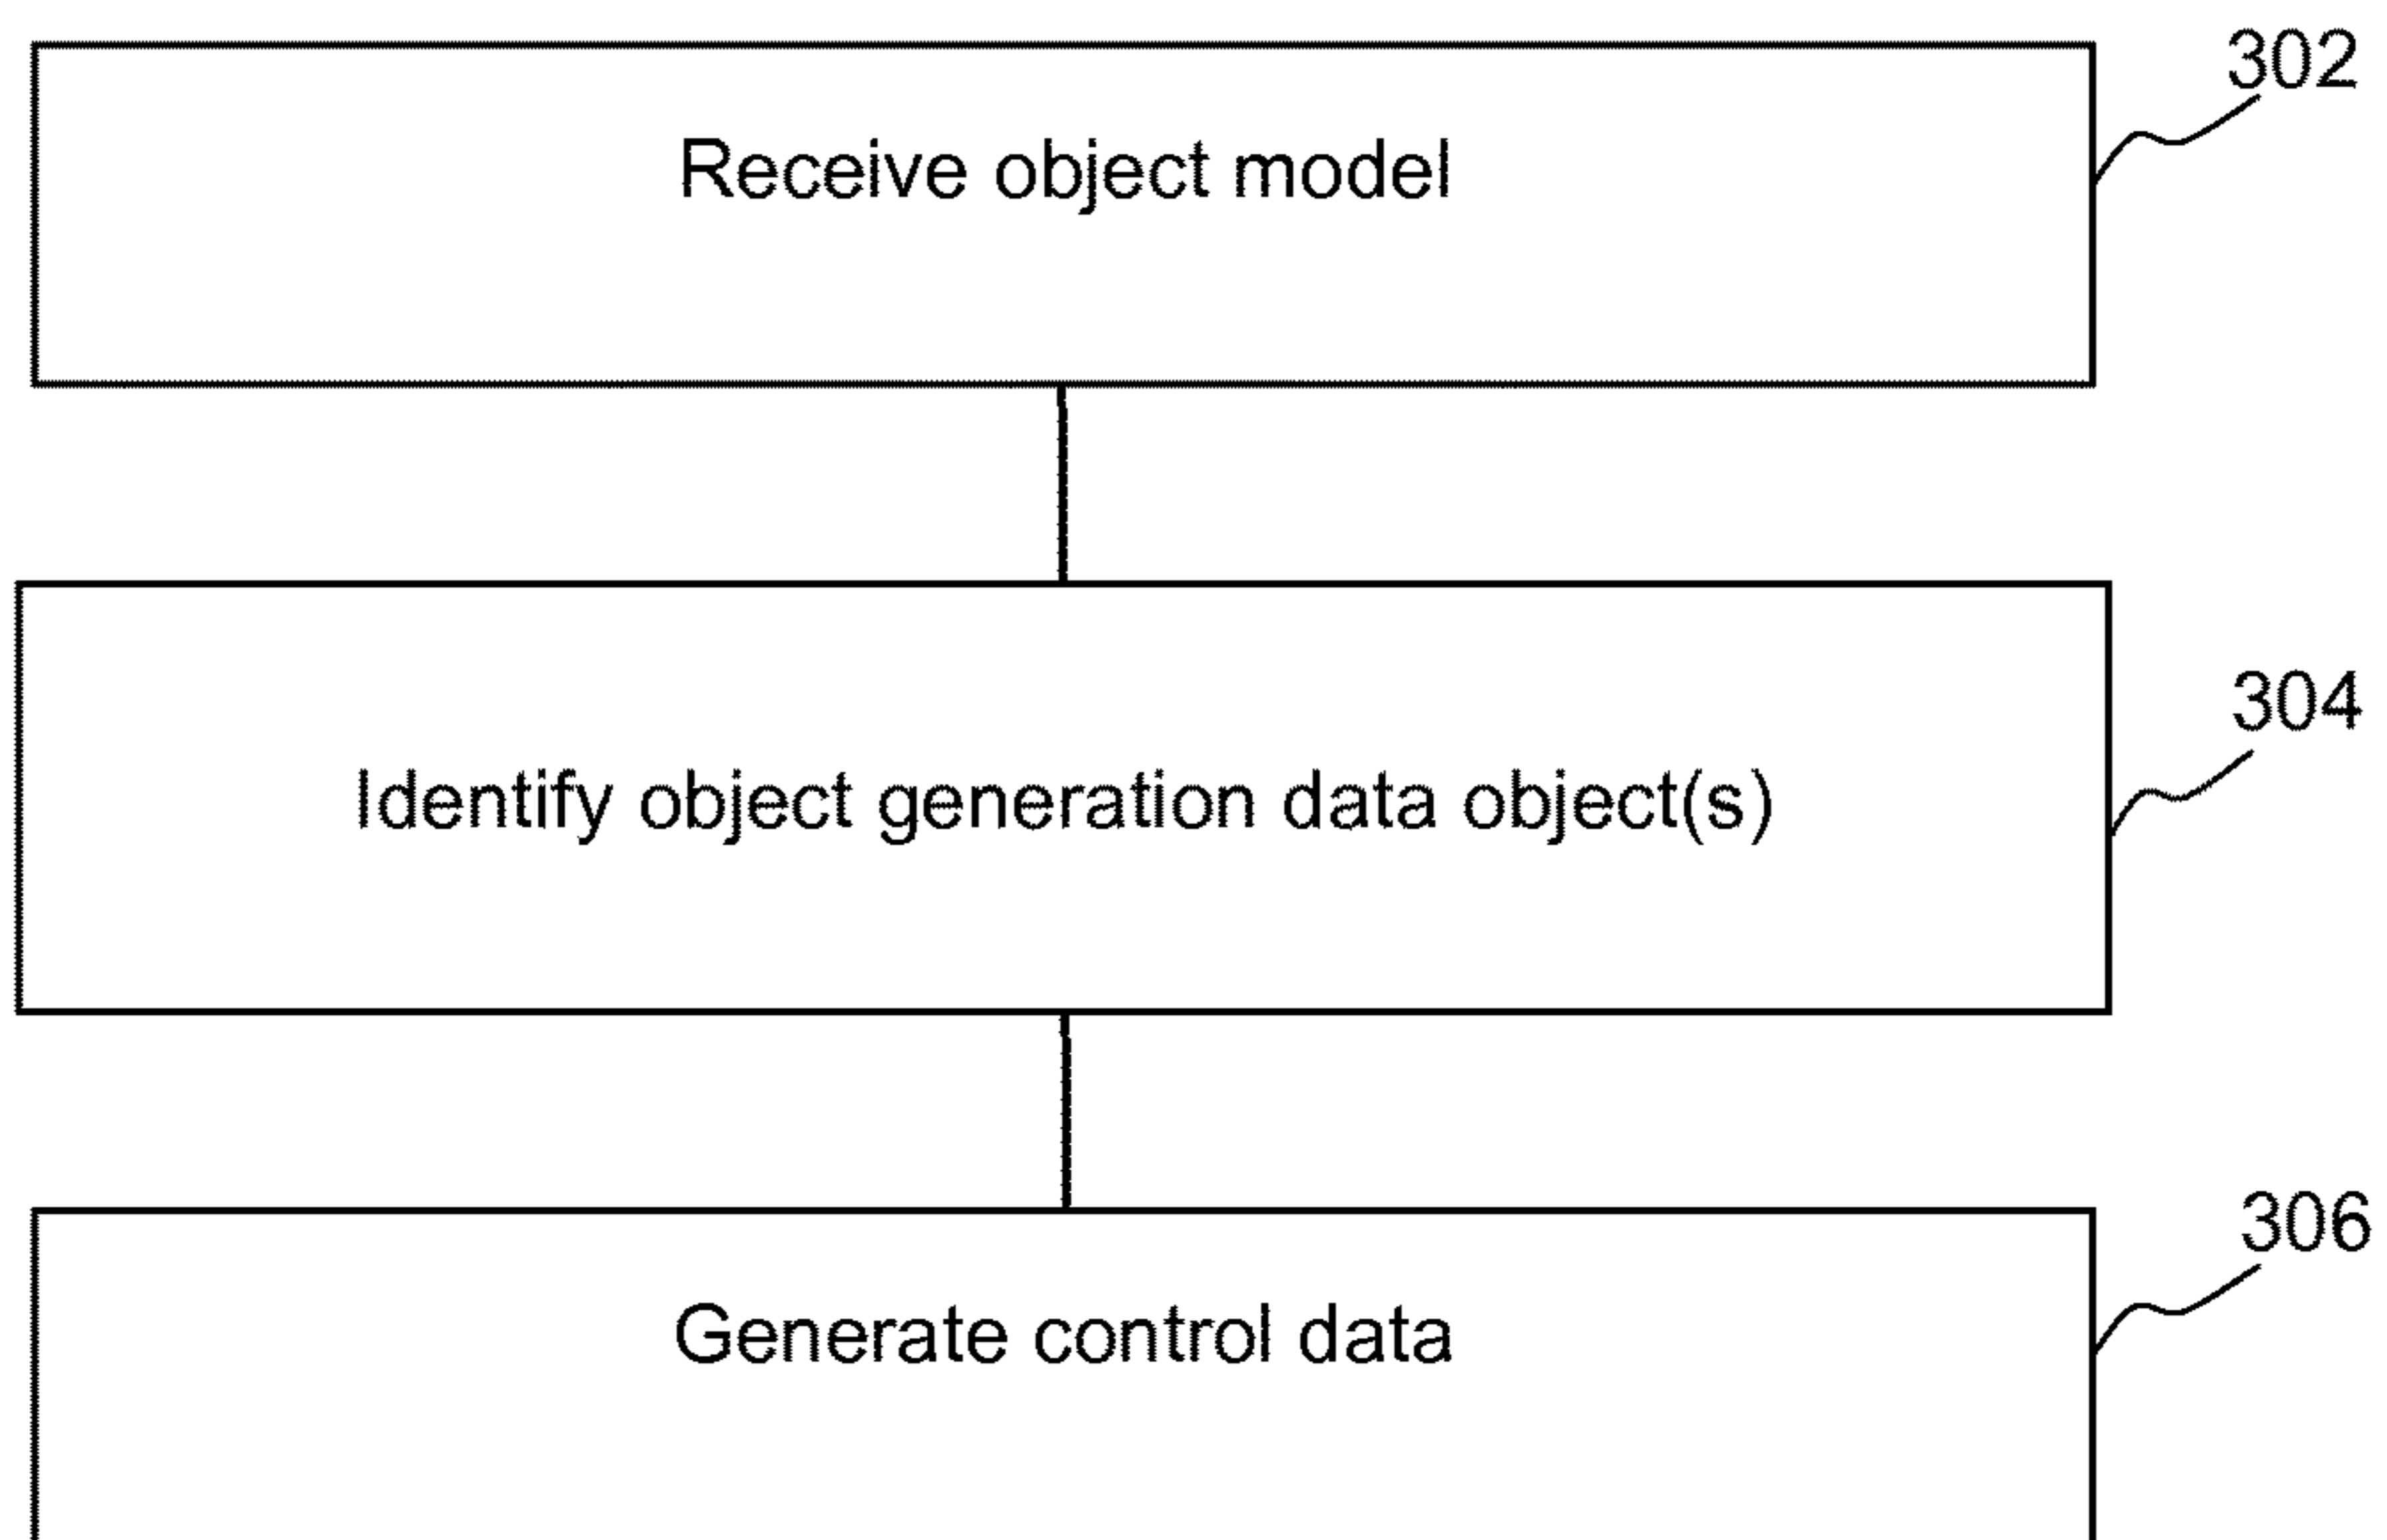 302
Receive object model
304
Identify object generation data object(s)
306
Generate control data